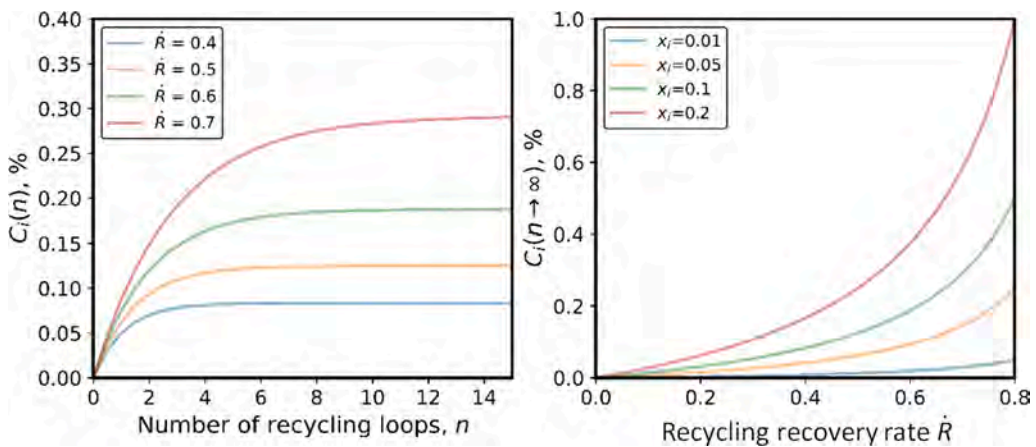 0.40
0.35
0.30
0.25
0.20
0.15
0.10
0.05
0.00
Cᵢ(n), %
Ṙ = 0.4
Ṙ = 0.5
Ṙ = 0.6
Ṙ = 0.7
0 2 4 6 8 10 12 14
Number of recycling loops, n
1.0
0.8
0.6
0.4
0.2
0.0
Cᵢ(n→∞), %
xᵢ=0.01
xᵢ=0.05
xᵢ=0.1
xᵢ=0.2
0.0 0.2 0.4 0.6 0.8
Recycling recovery rate Ṙ